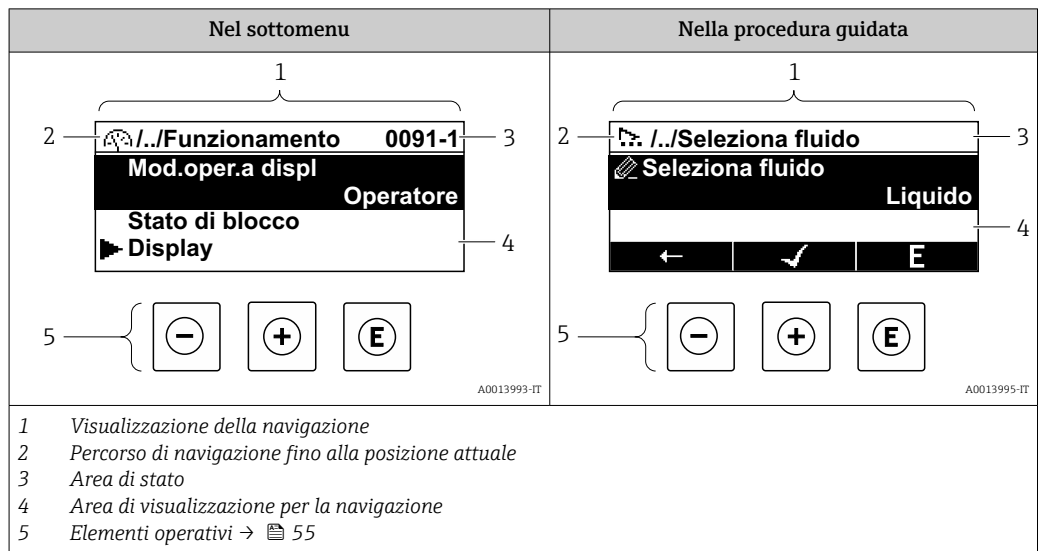 Nel sottomenu
Nella procedura guidata
1
2
/../Funzionamento 0091-1
3
Mod.oper.a displ
Operatore
Stato di blocco
Display
4
5
- + E
A0013993-IT
1
2
/../Seleziona fluido
3
Seleziona fluido
Liquido
4
← ✓ E
5
- + E
A0013995-IT
1 Visualizzazione della navigazione
2 Percorso di navigazione fino alla posizione attuale
3 Area di stato
4 Area di visualizzazione per la navigazione
5 Elementi operativi → 55